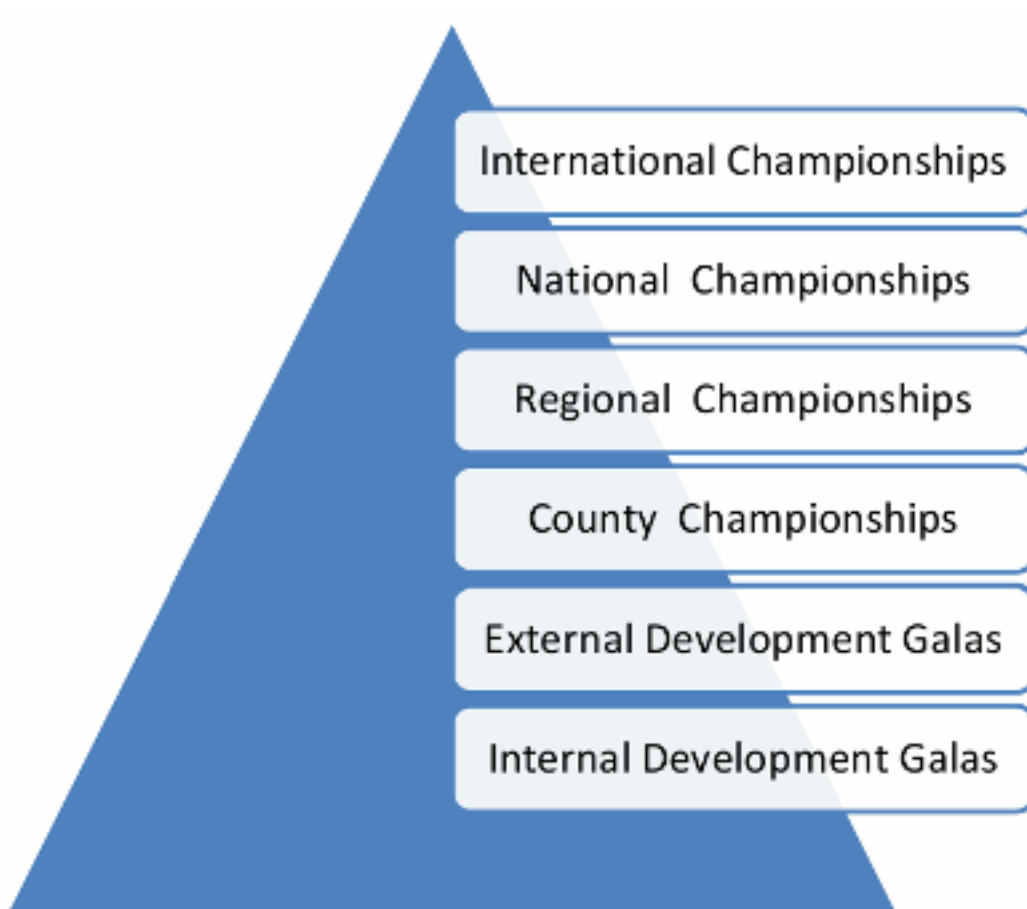 International Championships
National Championships
Regional Championships
County Championships
External Development Galas
Internal Development Galas